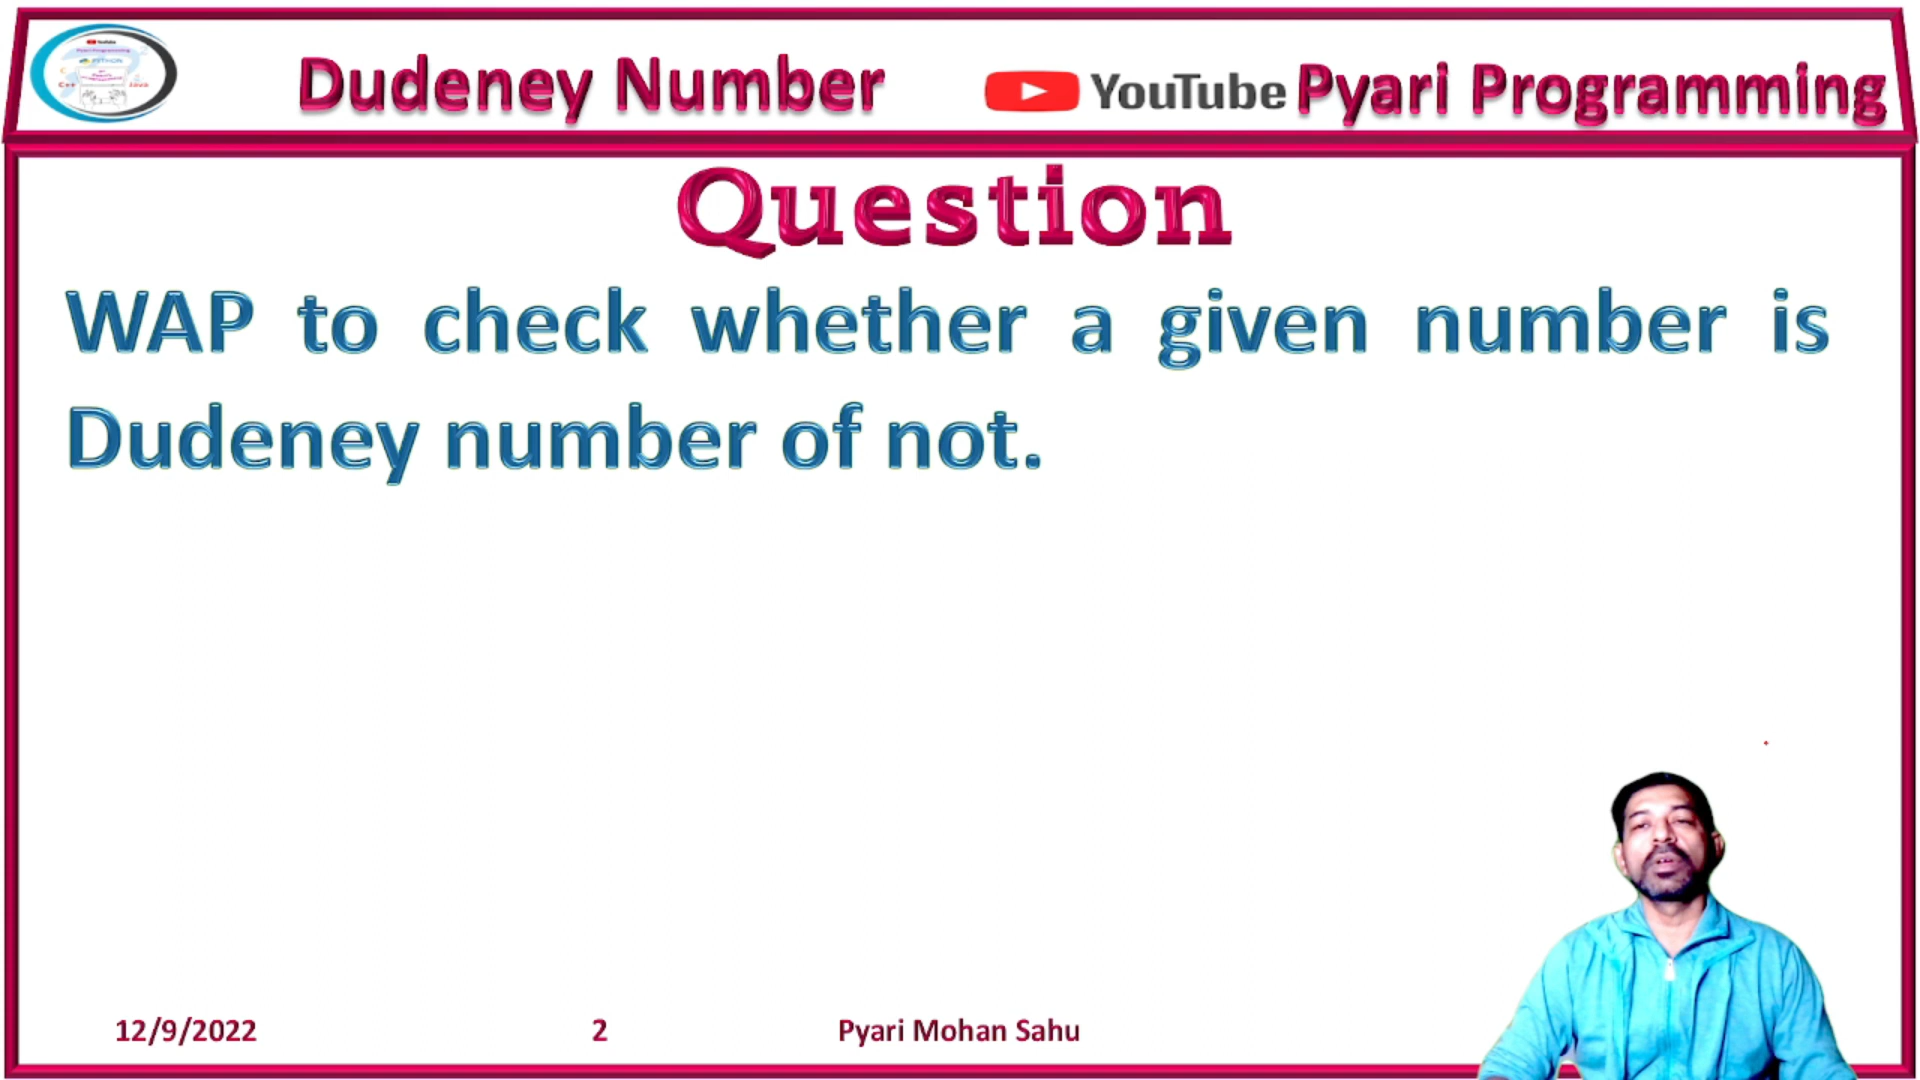 Dudeney Number
YouTube Pyari Programming
Question
WAP to check whether a given number is
Dudeney number of not.
12/9/2022 2 Pyari Mohan Sahu